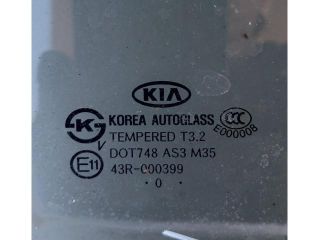 KIA
KOREA AUTOGLASS
TEMPERED T3.2
E000008
V
DOT748 AS3 M35
E11
43R-000399
· 0 ·